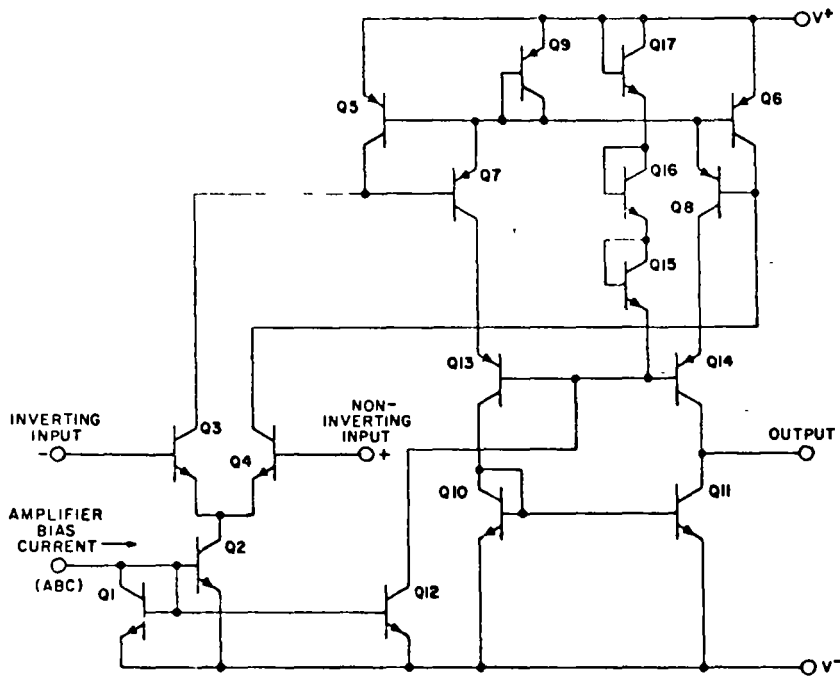 V+
Q9
Q17
Q5
Q6
Q7
Q16
Q8
Q15
Q13
Q14
INVERTING
INPUT
-
Q3
NON-
INVERTING
INPUT
+
Q4
OUTPUT
Q10
Q11
AMPLIFIER
BIAS
CURRENT
(ABC)
Q2
Q1
Q12
V-